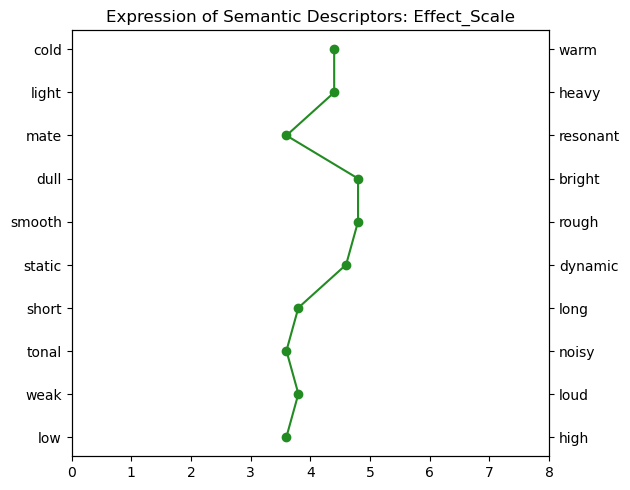 Expression of Semantic Descriptors: Effect_Scale
cold warm
light heavy
mate resonant
dull bright
smooth rough
static dynamic
short long
tonal noisy
weak loud
low high
0 1 2 3 4 5 6 7 8